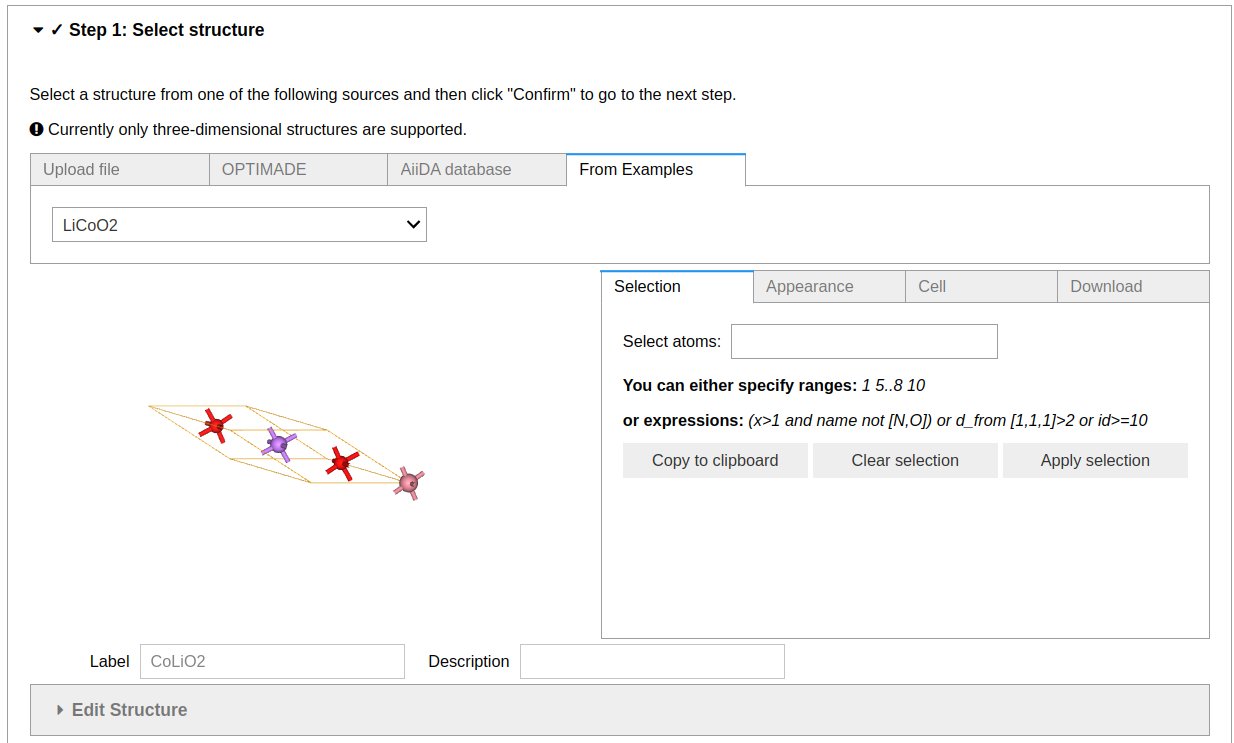 ✓ Step 1: Select structure
Select a structure from one of the following sources and then click "Confirm" to go to the next step.
Currently only three-dimensional structures are supported.
Upload file
OPTIMADE
AiiDA database
From Examples
LiCoO2
Selection
Appearance
Cell
Download
Select atoms:
You can either specify ranges: 1 5..8 10
or expressions: (x>1 and name not [N,O]) or d_from [1,1,1]>2 or id>=10
Copy to clipboard
Clear selection
Apply selection
Label
CoLiO2
Description
Edit Structure